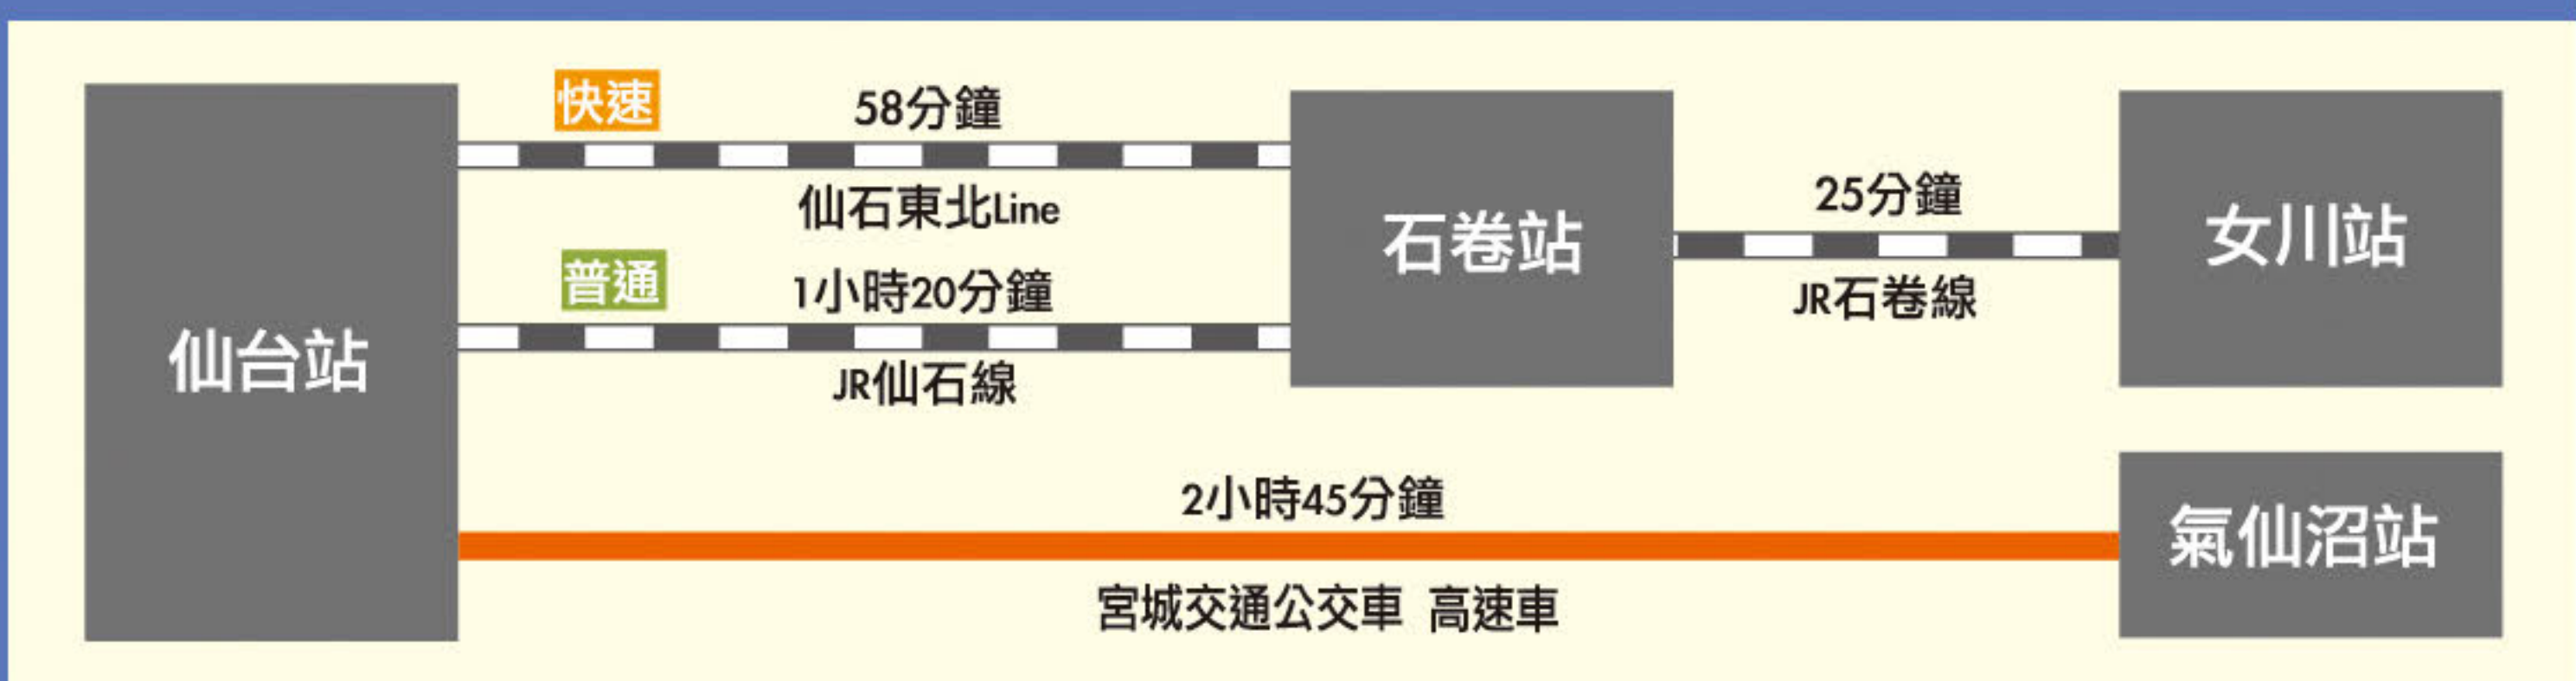 快速
58分鐘
仙石東北Line
普通
1小時20分鐘
JR仙石線
仙台站
石卷站
25分鐘
JR石卷線
女川站
2小時45分鐘
宮城交通公交車 高速車
氣仙沼站